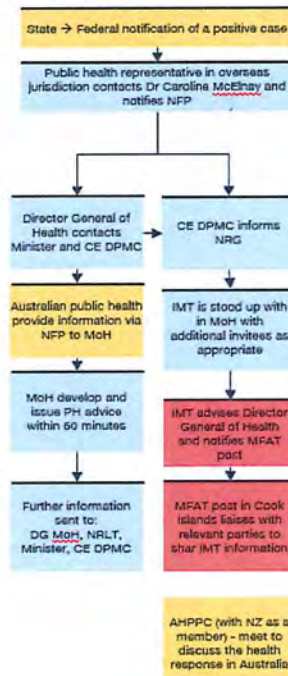 State → Federal notification of a positive case
Public health representative in overseas
jurisdiction contacts Dr Caroline McElnay and
notifies NFP
Director General of
Health contacts
Minister and CE DPMC
CE DPMC informs
NRG
Australian public health
provide information via
NFP to MoH
IMT is stood up with
in MoH with
additional invitees as
appropriate
MoH develop and
issue PH advice
within 60 minutes
IMT advises Director
General of Health
and notifies MFAT
post
Further information
sent to:
DG MoH, NRLT,
Minister, CE DPMC
MFAT post in Cook
Islands liaises with
relevant parties to
shar IMT information
AHPPC (with NZ as a
member) - meet to
discuss the health
response in Australia